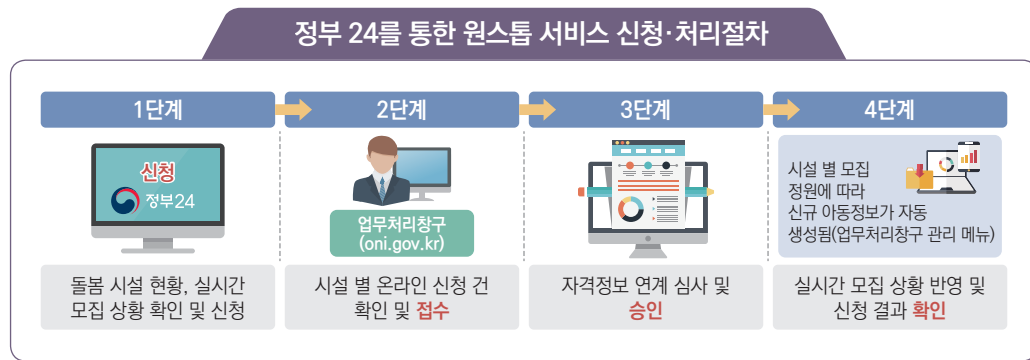 정부 24를 통한 원스톱 서비스 신청·처리절차
1단계
2단계
3단계
4단계
신청
정부24
업무처리창구
(oni.gov.kr)
시설 별 모집
정원에 따라
신규 아동정보가 자동
생성됨(업무처리창구 관리 메뉴)
돌봄 시설 현황, 실시간
모집 상황 확인 및 신청
시설 별 온라인 신청 건
확인 및 접수
자격정보 연계 심사 및
승인
실시간 모집 상황 반영 및
신청 결과 확인